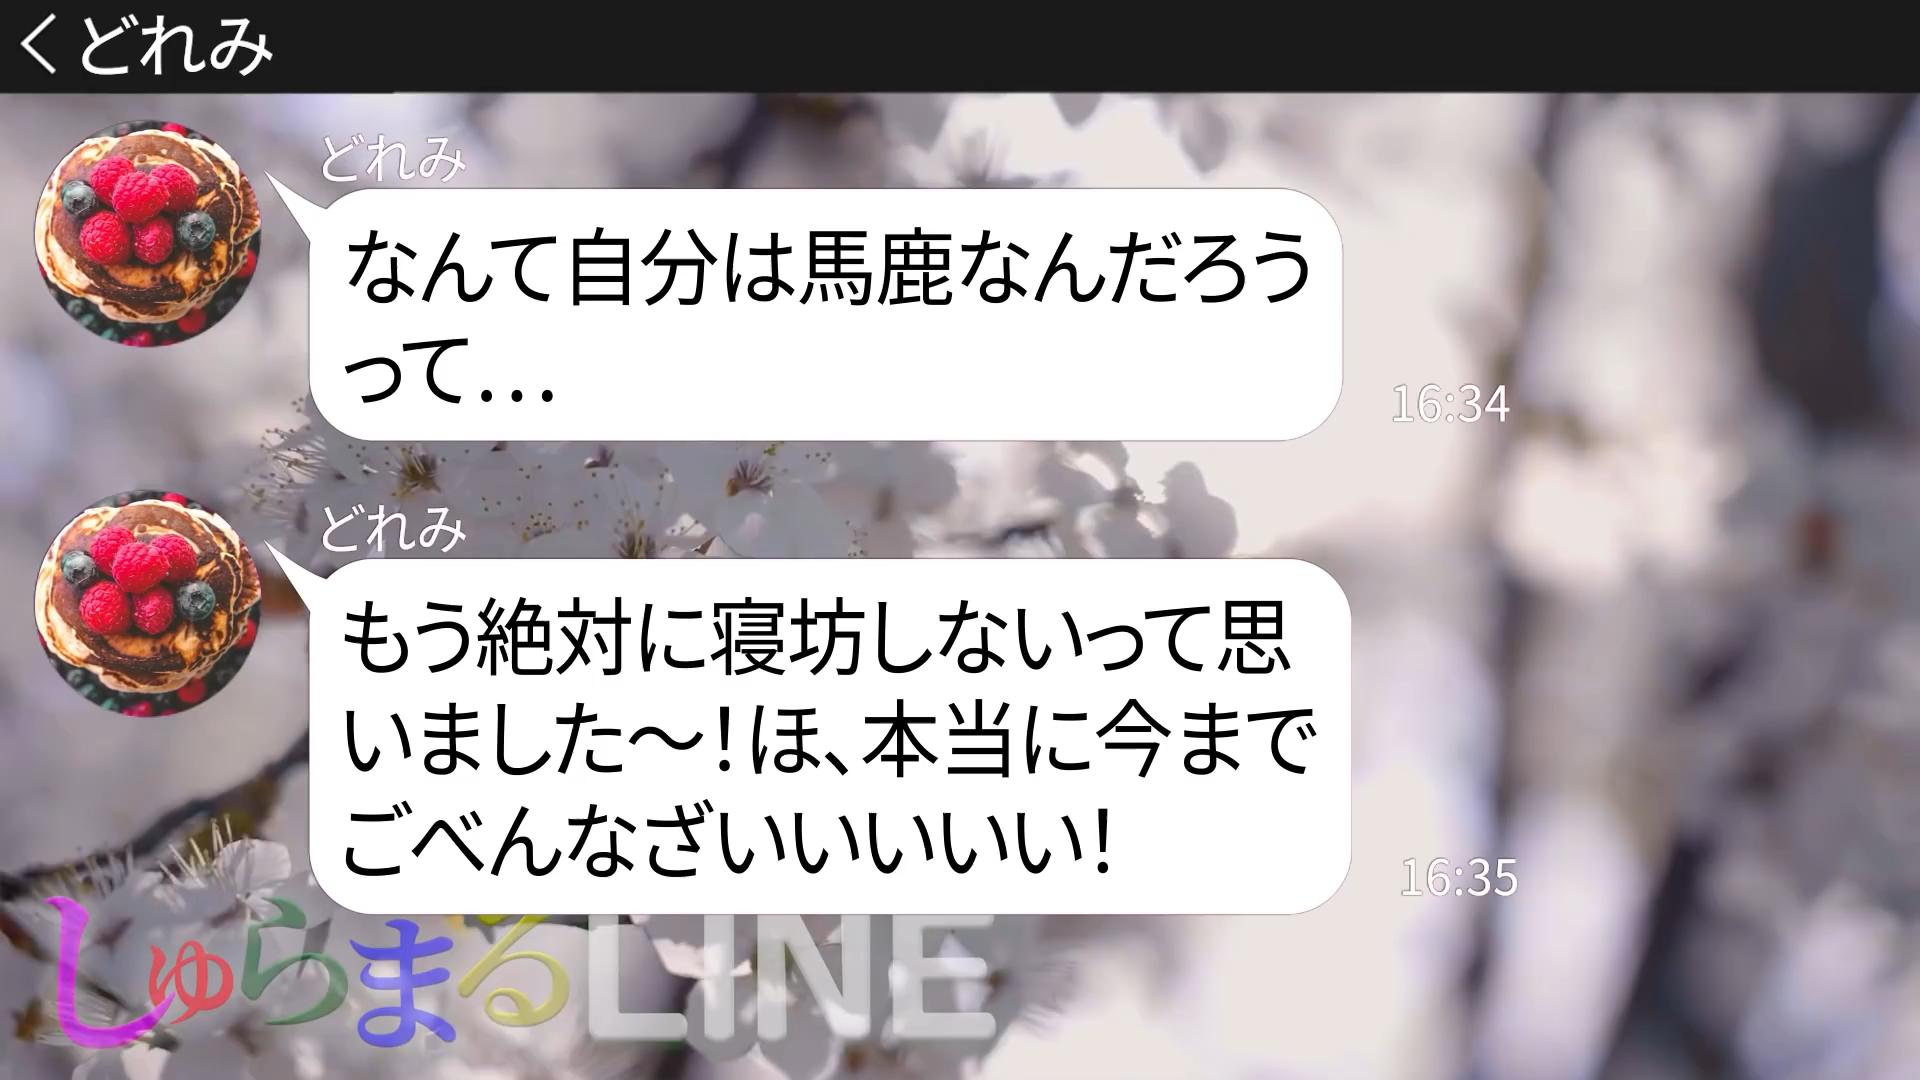 どれみ
どれみ
なんて自分は馬鹿なんだろう
って…
16:34
どれみ
もう絶対に寝坊しないって思
いました～！ほ、本当に今まで
ごべんなざいいいいい！
16:35
しゅらまるLINE